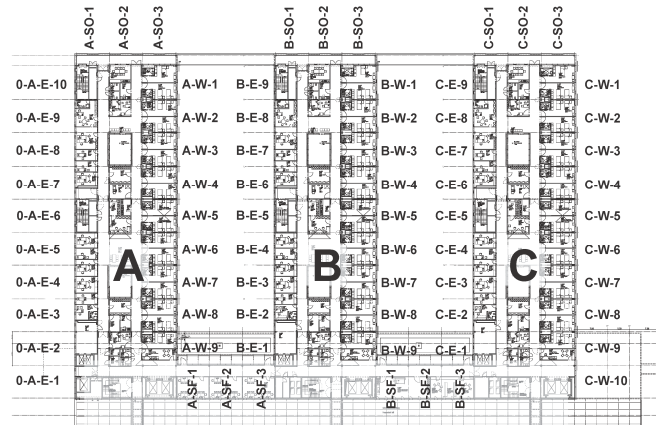 A-SO-1 A-SO-2 A-SO-3 B-SO-1 B-SO-2 B-SO-3 C-SO-1 C-SO-2 C-SO-3
0-A-E-10 A-W-1 B-E-9 B-W-1 C-E-9 C-W-1
0-A-E-9 A-W-2 B-E-8 B-W-2 C-E-8 C-W-2
0-A-E-8 A-W-3 B-E-7 B-W-3 C-E-7 C-W-3
0-A-E-7 A-W-4 B-E-6 B-W-4 C-E-6 C-W-4
0-A-E-6 A-W-5 B-E-5 B-W-5 C-E-5 C-W-5
0-A-E-5 A-W-6 B-E-4 B-W-6 C-E-4 C-W-6
A B C
0-A-E-4 A-W-7 B-E-3 B-W-7 C-E-3 C-W-7
0-A-E-3 A-W-8 B-E-2 B-W-8 C-E-2 C-W-8
0-A-E-2 A-W-9 B-E-1 B-W-9 C-E-1 C-W-9
0-A-E-1 A-SF-1 A-SF-2 A-SF-3 B-SF-1 B-SF-2 B-SF-3 C-W-10